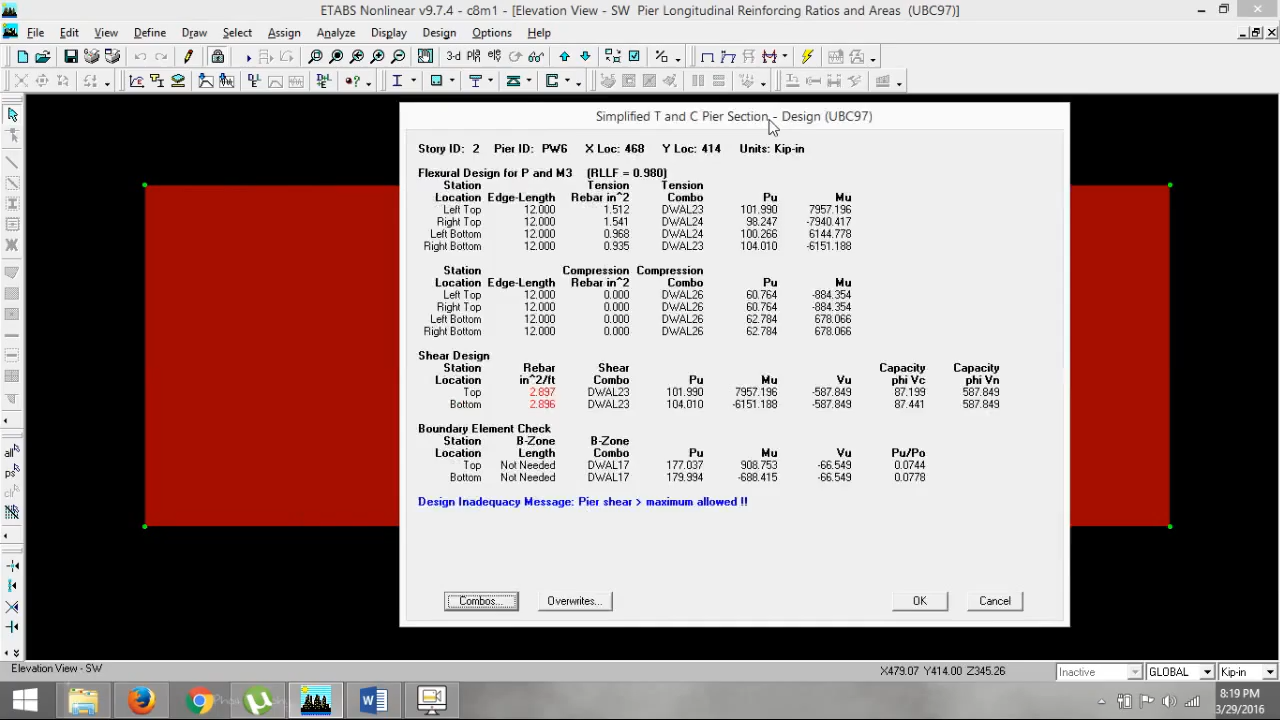 ETABS Nonlinear v9.7.4 - c8m1 - [Elevation View - SW Pier Longitudinal Reinforcing Ratios and Areas (UBC97)]
File Edit View Define Draw Select Assign Analyze Display Design Options Help
3-d
all
ps
clr
Simplified T and C Pier Section - Design (UBC97)
Story ID: 2 Pier ID: PW6 X Loc: 468 Y Loc: 414 Units: Kip-in
Flexural Design for P and M3 (RLLF = 0.980)
Station Tension Tension
Location Edge-Length Rebar in^2 Combo Pu Mu
Left Top 12.000 1.512 DWAL23 101.990 7957.196
Right Top 12.000 1.541 DWAL24 98.247 -7940.417
Left Bottom 12.000 0.968 DWAL24 100.266 6144.778
Right Bottom 12.000 0.935 DWAL23 104.010 -6151.188
Station Compression Compression
Location Edge-Length Rebar in^2 Combo Pu Mu
Left Top 12.000 0.000 DWAL26 60.764 -884.354
Right Top 12.000 0.000 DWAL26 60.764 -884.354
Left Bottom 12.000 0.000 DWAL26 62.784 678.066
Right Bottom 12.000 0.000 DWAL26 62.784 678.066
Shear Design
Station Rebar Shear Capacity Capacity
Location in^2/ft Combo Pu Mu Vu phi Vc phi Vn
Top 2.897 DWAL23 101.990 7957.196 -587.849 87.199 587.849
Bottom 2.896 DWAL23 104.010 -6151.188 -587.849 87.441 587.849
Boundary Element Check
Station B-Zone B-Zone
Location Length Combo Pu Mu Vu Pu/Po
Top Not Needed DWAL17 177.037 908.753 -66.549 0.0744
Bottom Not Needed DWAL17 179.994 -688.415 -66.549 0.0778
Design Inadequacy Message: Pier shear > maximum allowed !!
Combos... Overwrites... OK Cancel
Elevation View - SW X479.07 Y414.00 Z345.26 Inactive GLOBAL Kip-in
8:19 PM
3/29/2016